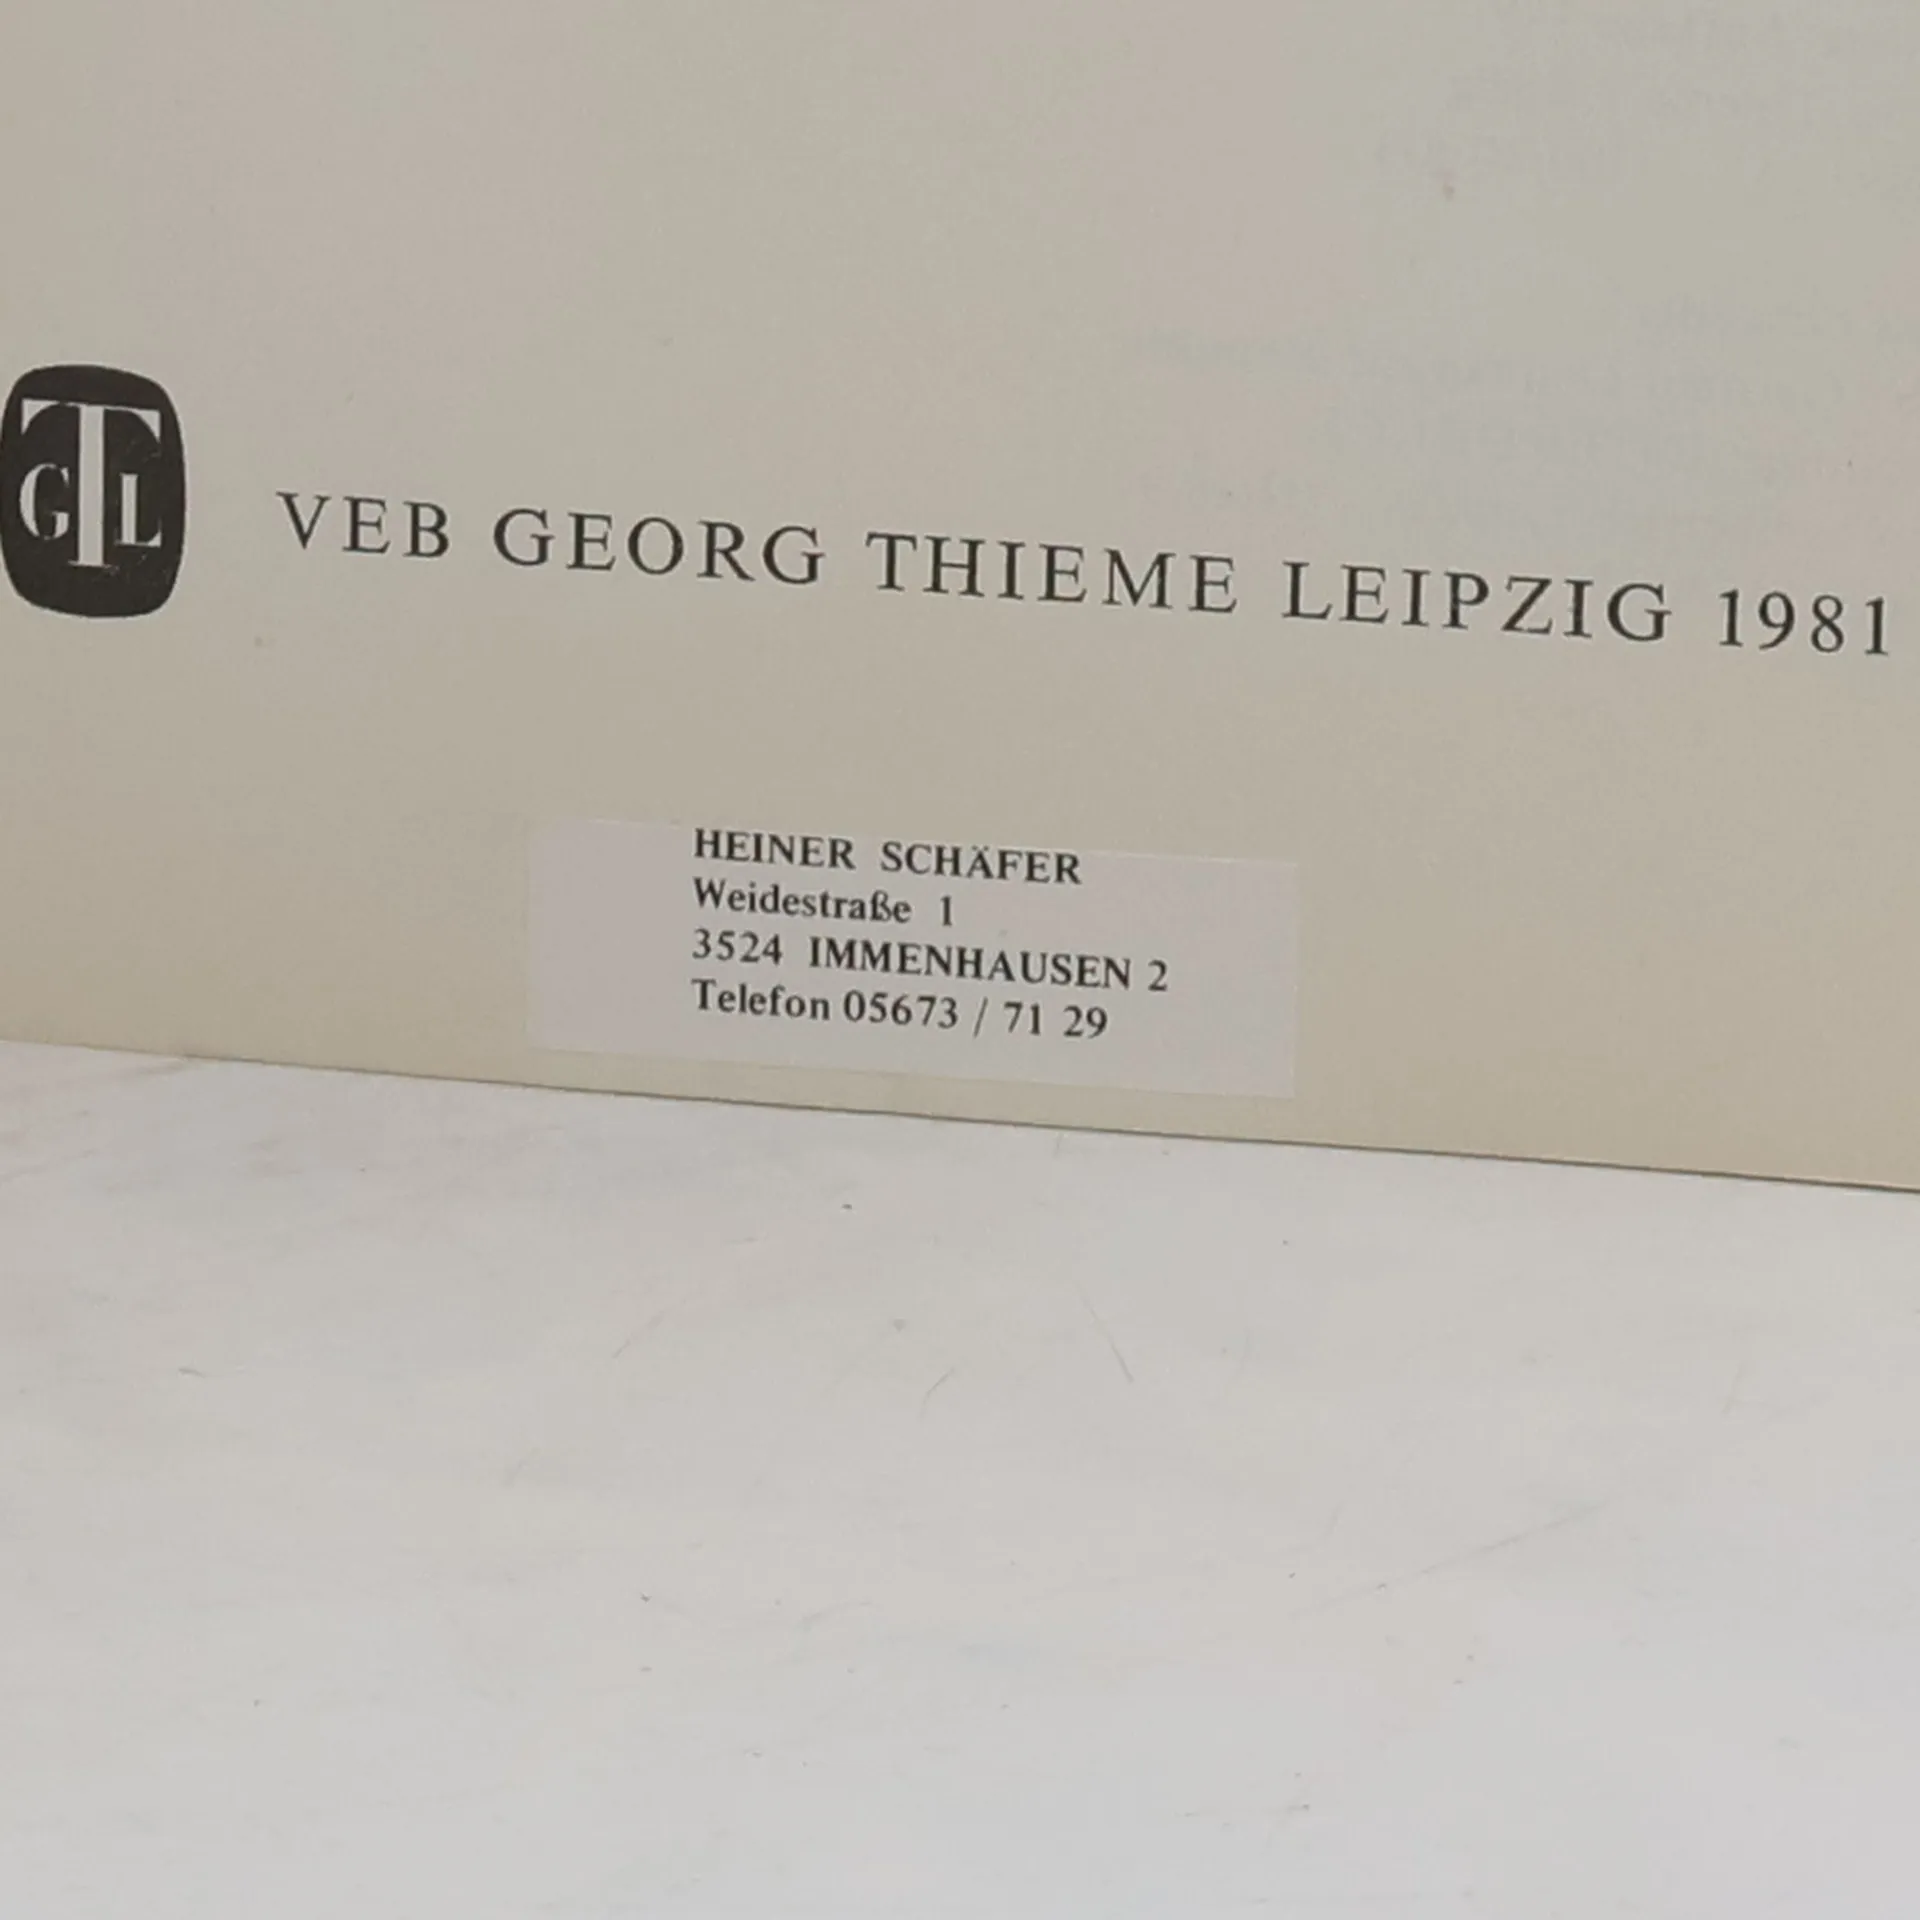 GTL
VEB GEORG THIEME LEIPZIG 1981
HEINER SCHÄFER
Weidestraße 1
3524 IMMENHAUSEN 2
Telefon 05673 / 71 29